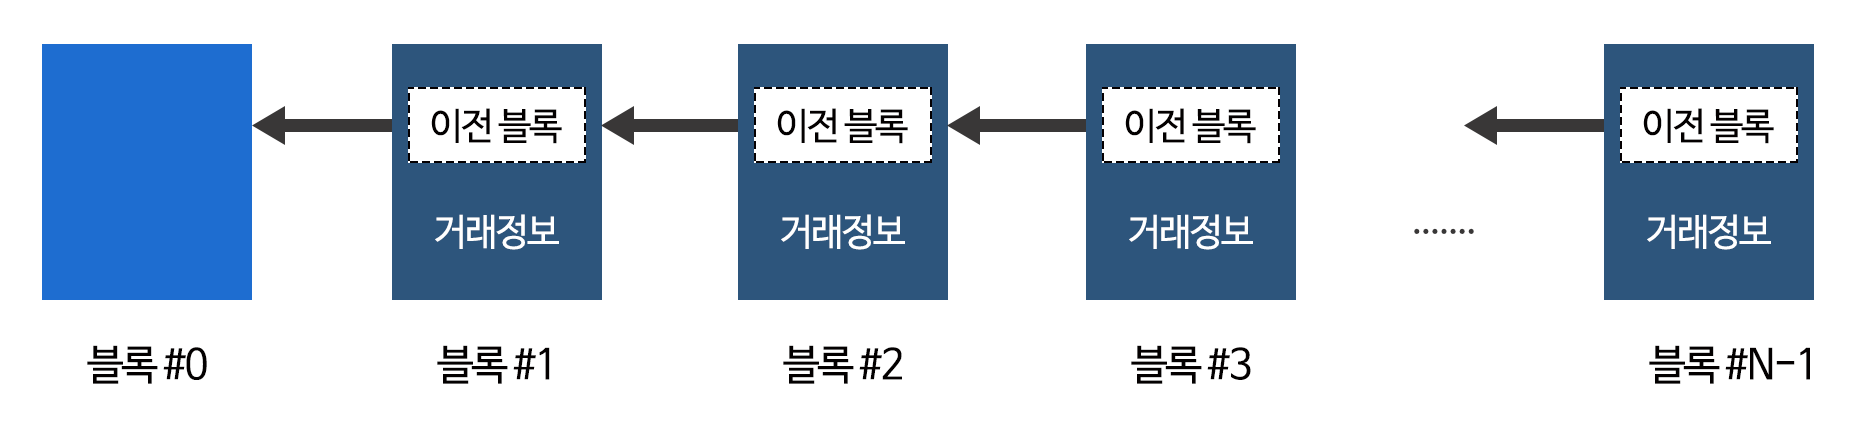 이전 블록
이전 블록
이전 블록
이전 블록
거래정보
거래정보
거래정보
.......
거래정보
블록 #0
블록 #1
블록 #2
블록 #3
블록 #N-1